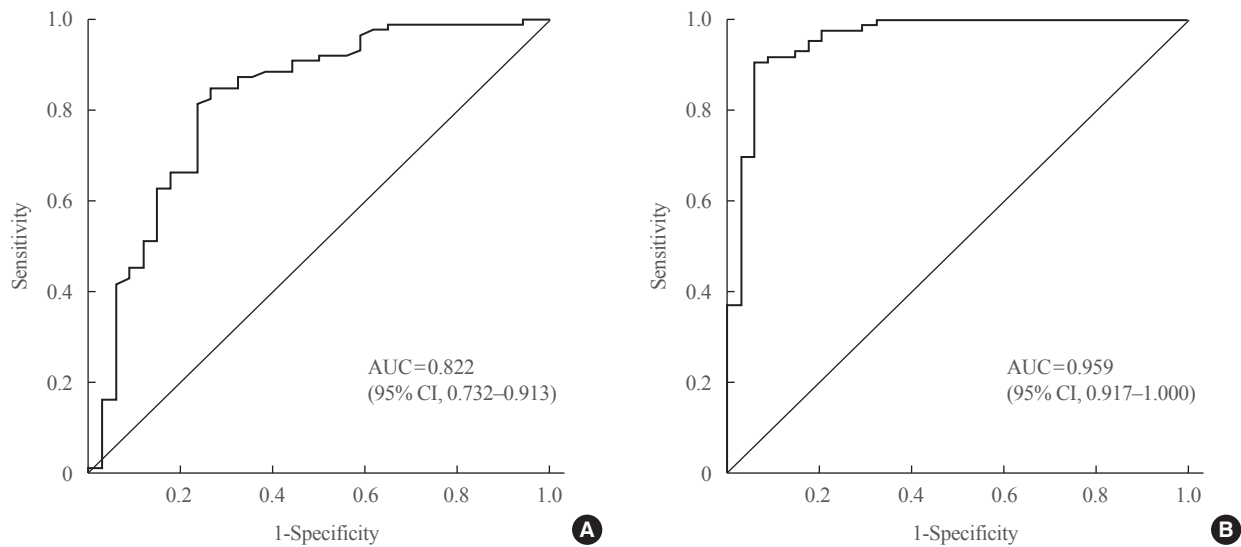 1.0
0.8
0.6
0.4
0.2
0
Sensitivity
AUC=0.822
(95% CI, 0.732–0.913)
0.2 0.4 0.6 0.8 1.0
1-Specificity
A
1.0
0.8
0.6
0.4
0.2
0
Sensitivity
AUC=0.959
(95% CI, 0.917–1.000)
0.2 0.4 0.6 0.8 1.0
1-Specificity
B